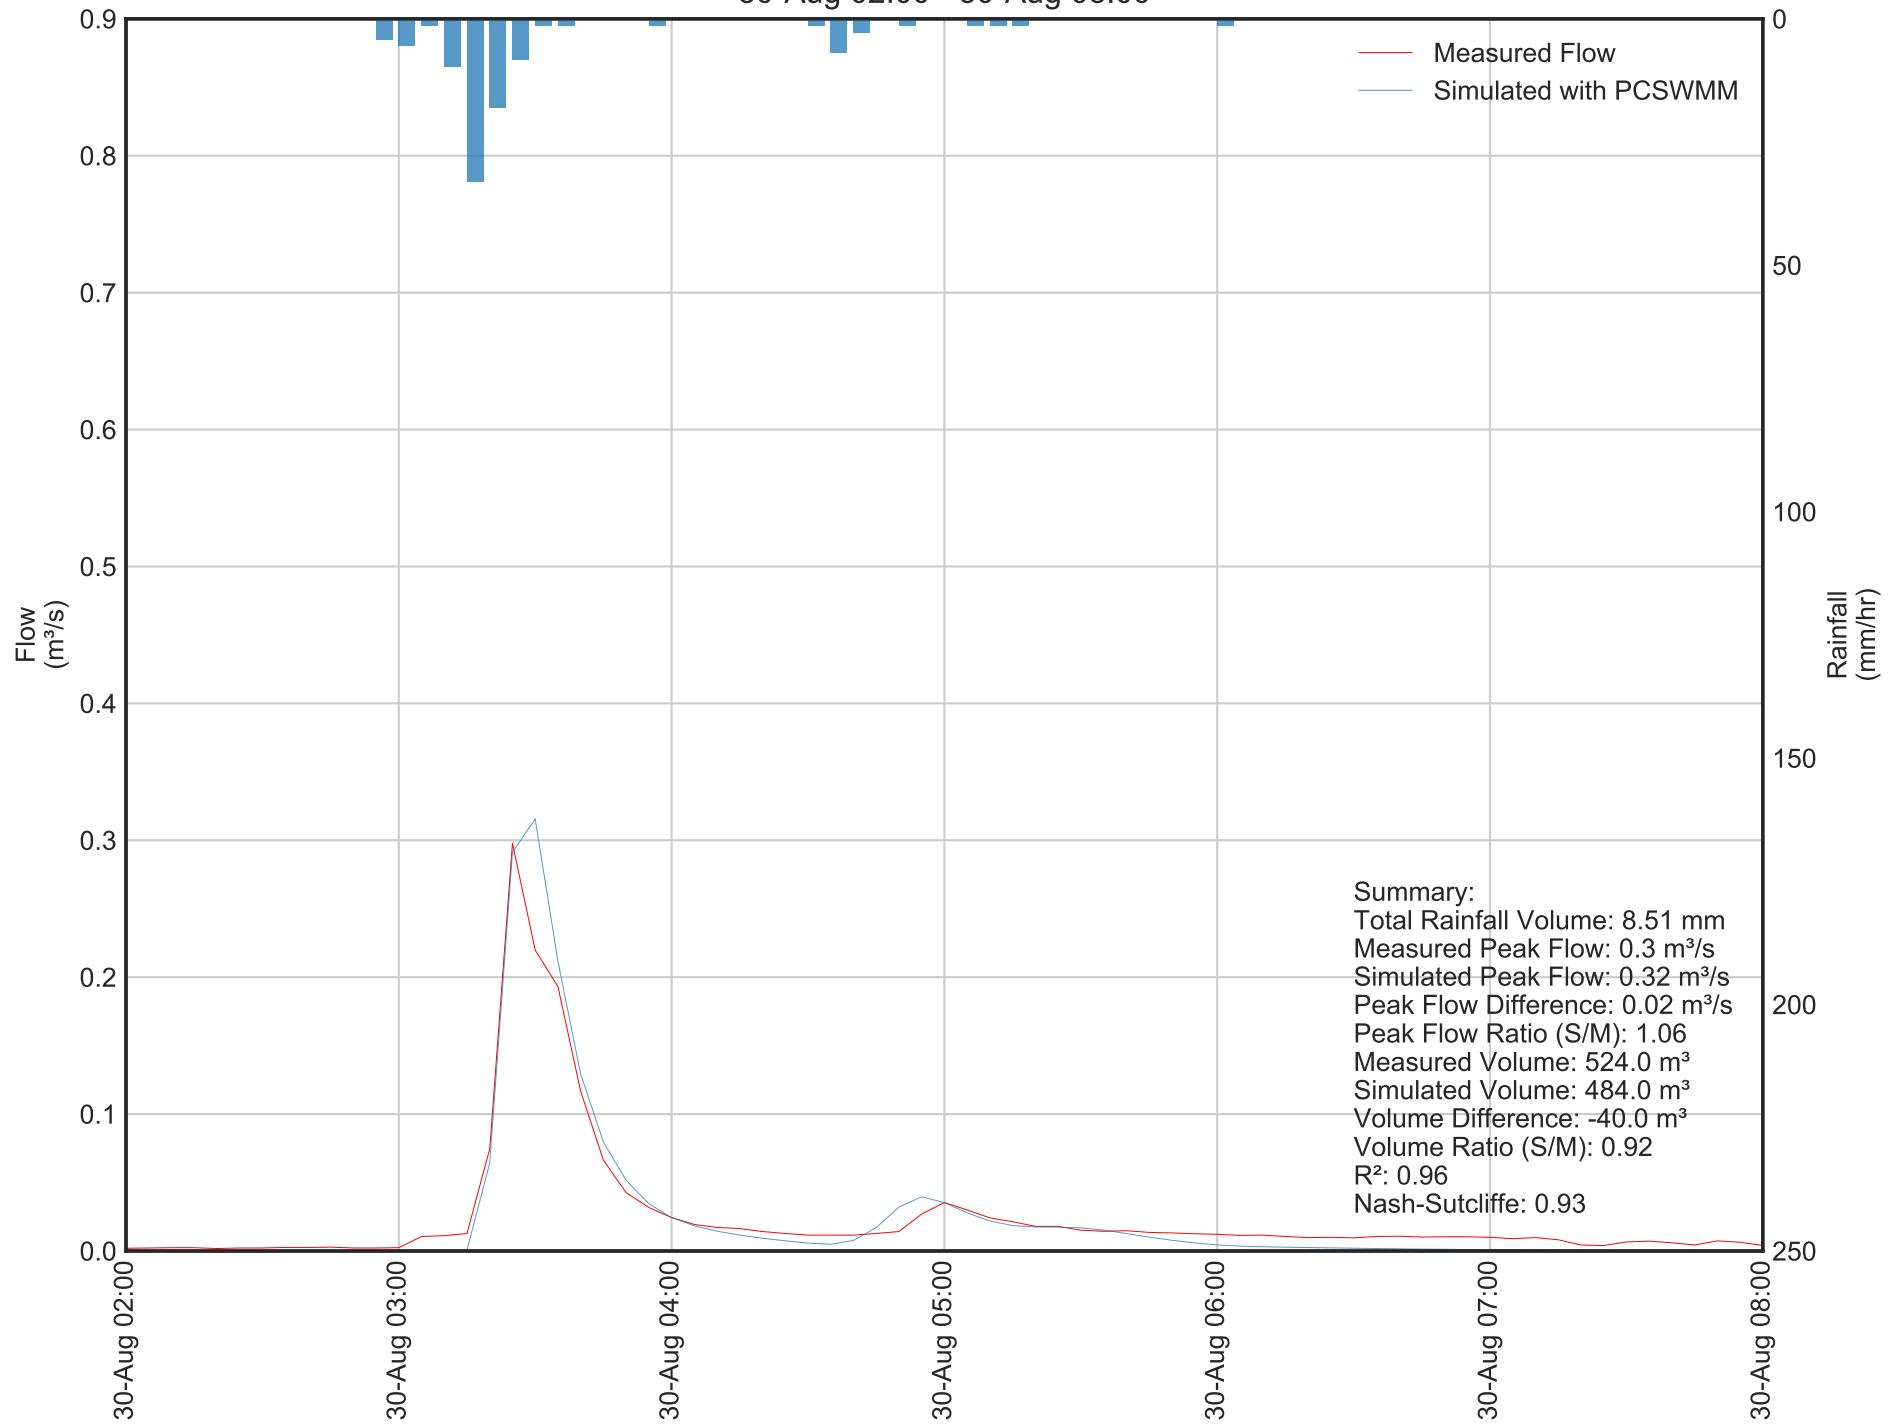 0.9
0.8
0.7
0.6
0.5
0.4
0.3
0.2
0.1
0.0
Flow
(m³/s)
0
50
100
150
200
250
Rainfall
(mm/hr)
Measured Flow
Simulated with PCSWMM
Summary:
Total Rainfall Volume: 8.51 mm
Measured Peak Flow: 0.3 m³/s
Simulated Peak Flow: 0.32 m³/s
Peak Flow Difference: 0.02 m³/s
Peak Flow Ratio (S/M): 1.06
Measured Volume: 524.0 m³
Simulated Volume: 484.0 m³
Volume Difference: -40.0 m³
Volume Ratio (S/M): 0.92
R²: 0.96
Nash-Sutcliffe: 0.93
30-Aug 02:00
30-Aug 03:00
30-Aug 04:00
30-Aug 05:00
30-Aug 06:00
30-Aug 07:00
30-Aug 08:00